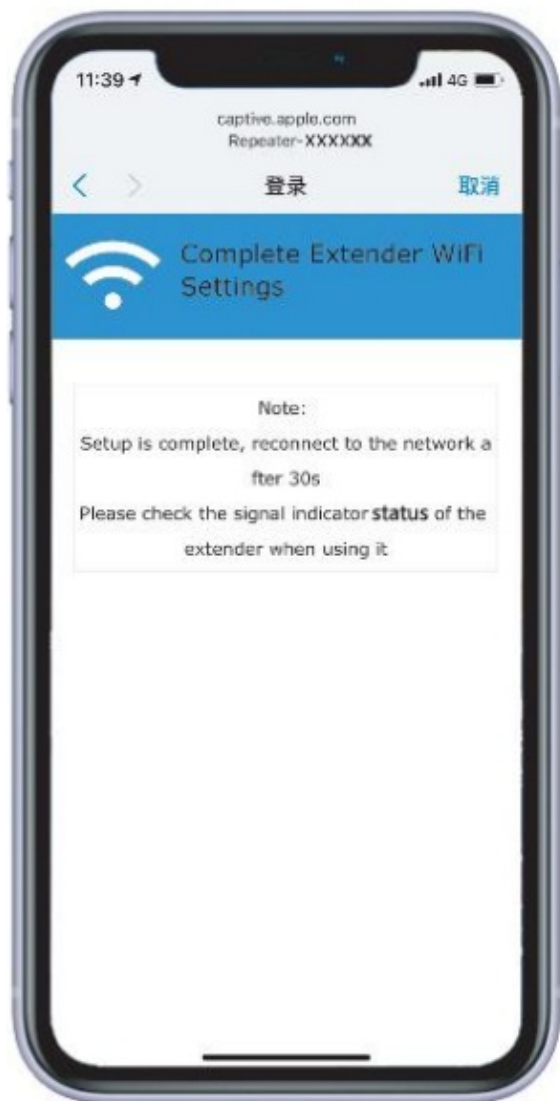 11:39
4G
captive.apple.com
Repeater-XXXXXX
登录
取消
Complete Extender WiFi
Settings
Note:
Setup is complete, reconnect to the network a
fter 30s
Please check the signal indicator status of the
extender when using it